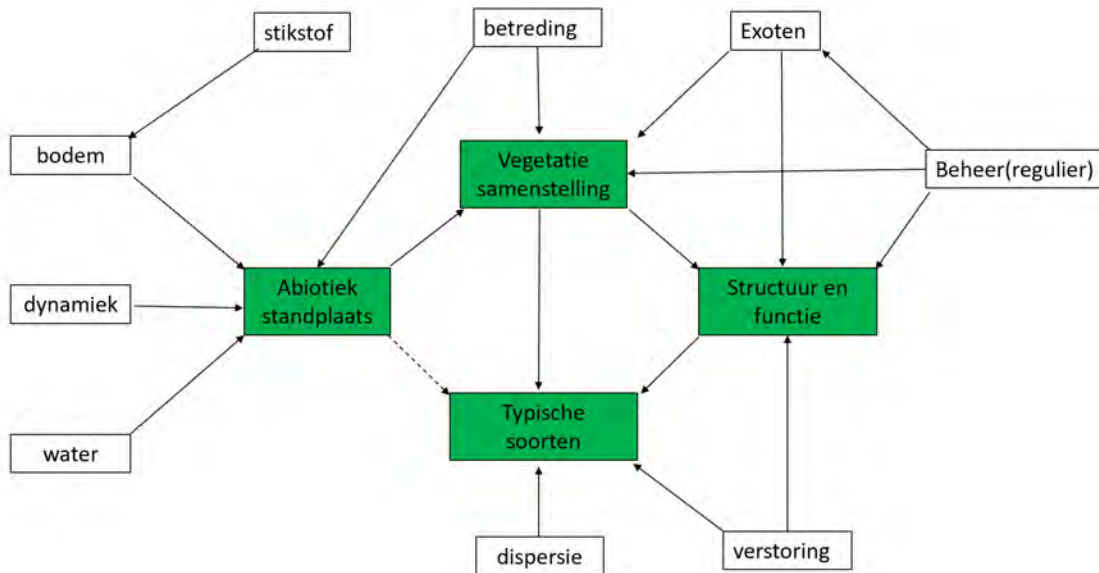 stikstof
betreding
Exoten
bodem
Vegetatie
samenstelling
Beheer(regulier)
dynamiek
Abiotiek
standplaats
Structuur en
functie
Typische
soorten
water
dispersie
verstoring